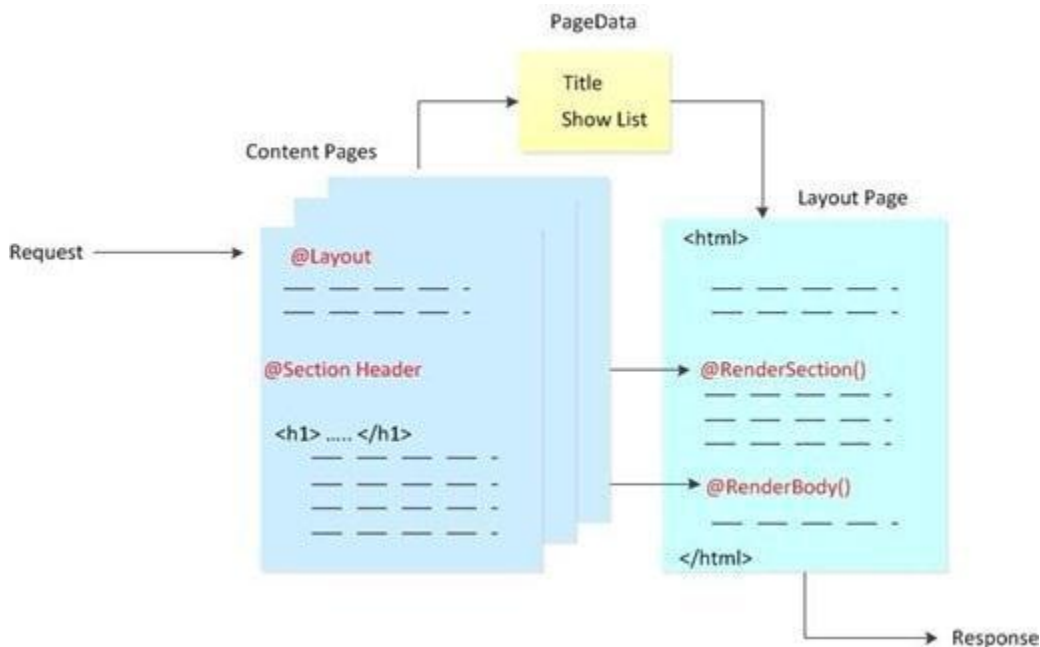 PageData
Title
Show List
Content Pages
Request
@Layout
@Section Header
<h1> ..... </h1>
Layout Page
<html>
@RenderSection()
@RenderBody()
</html>
Response